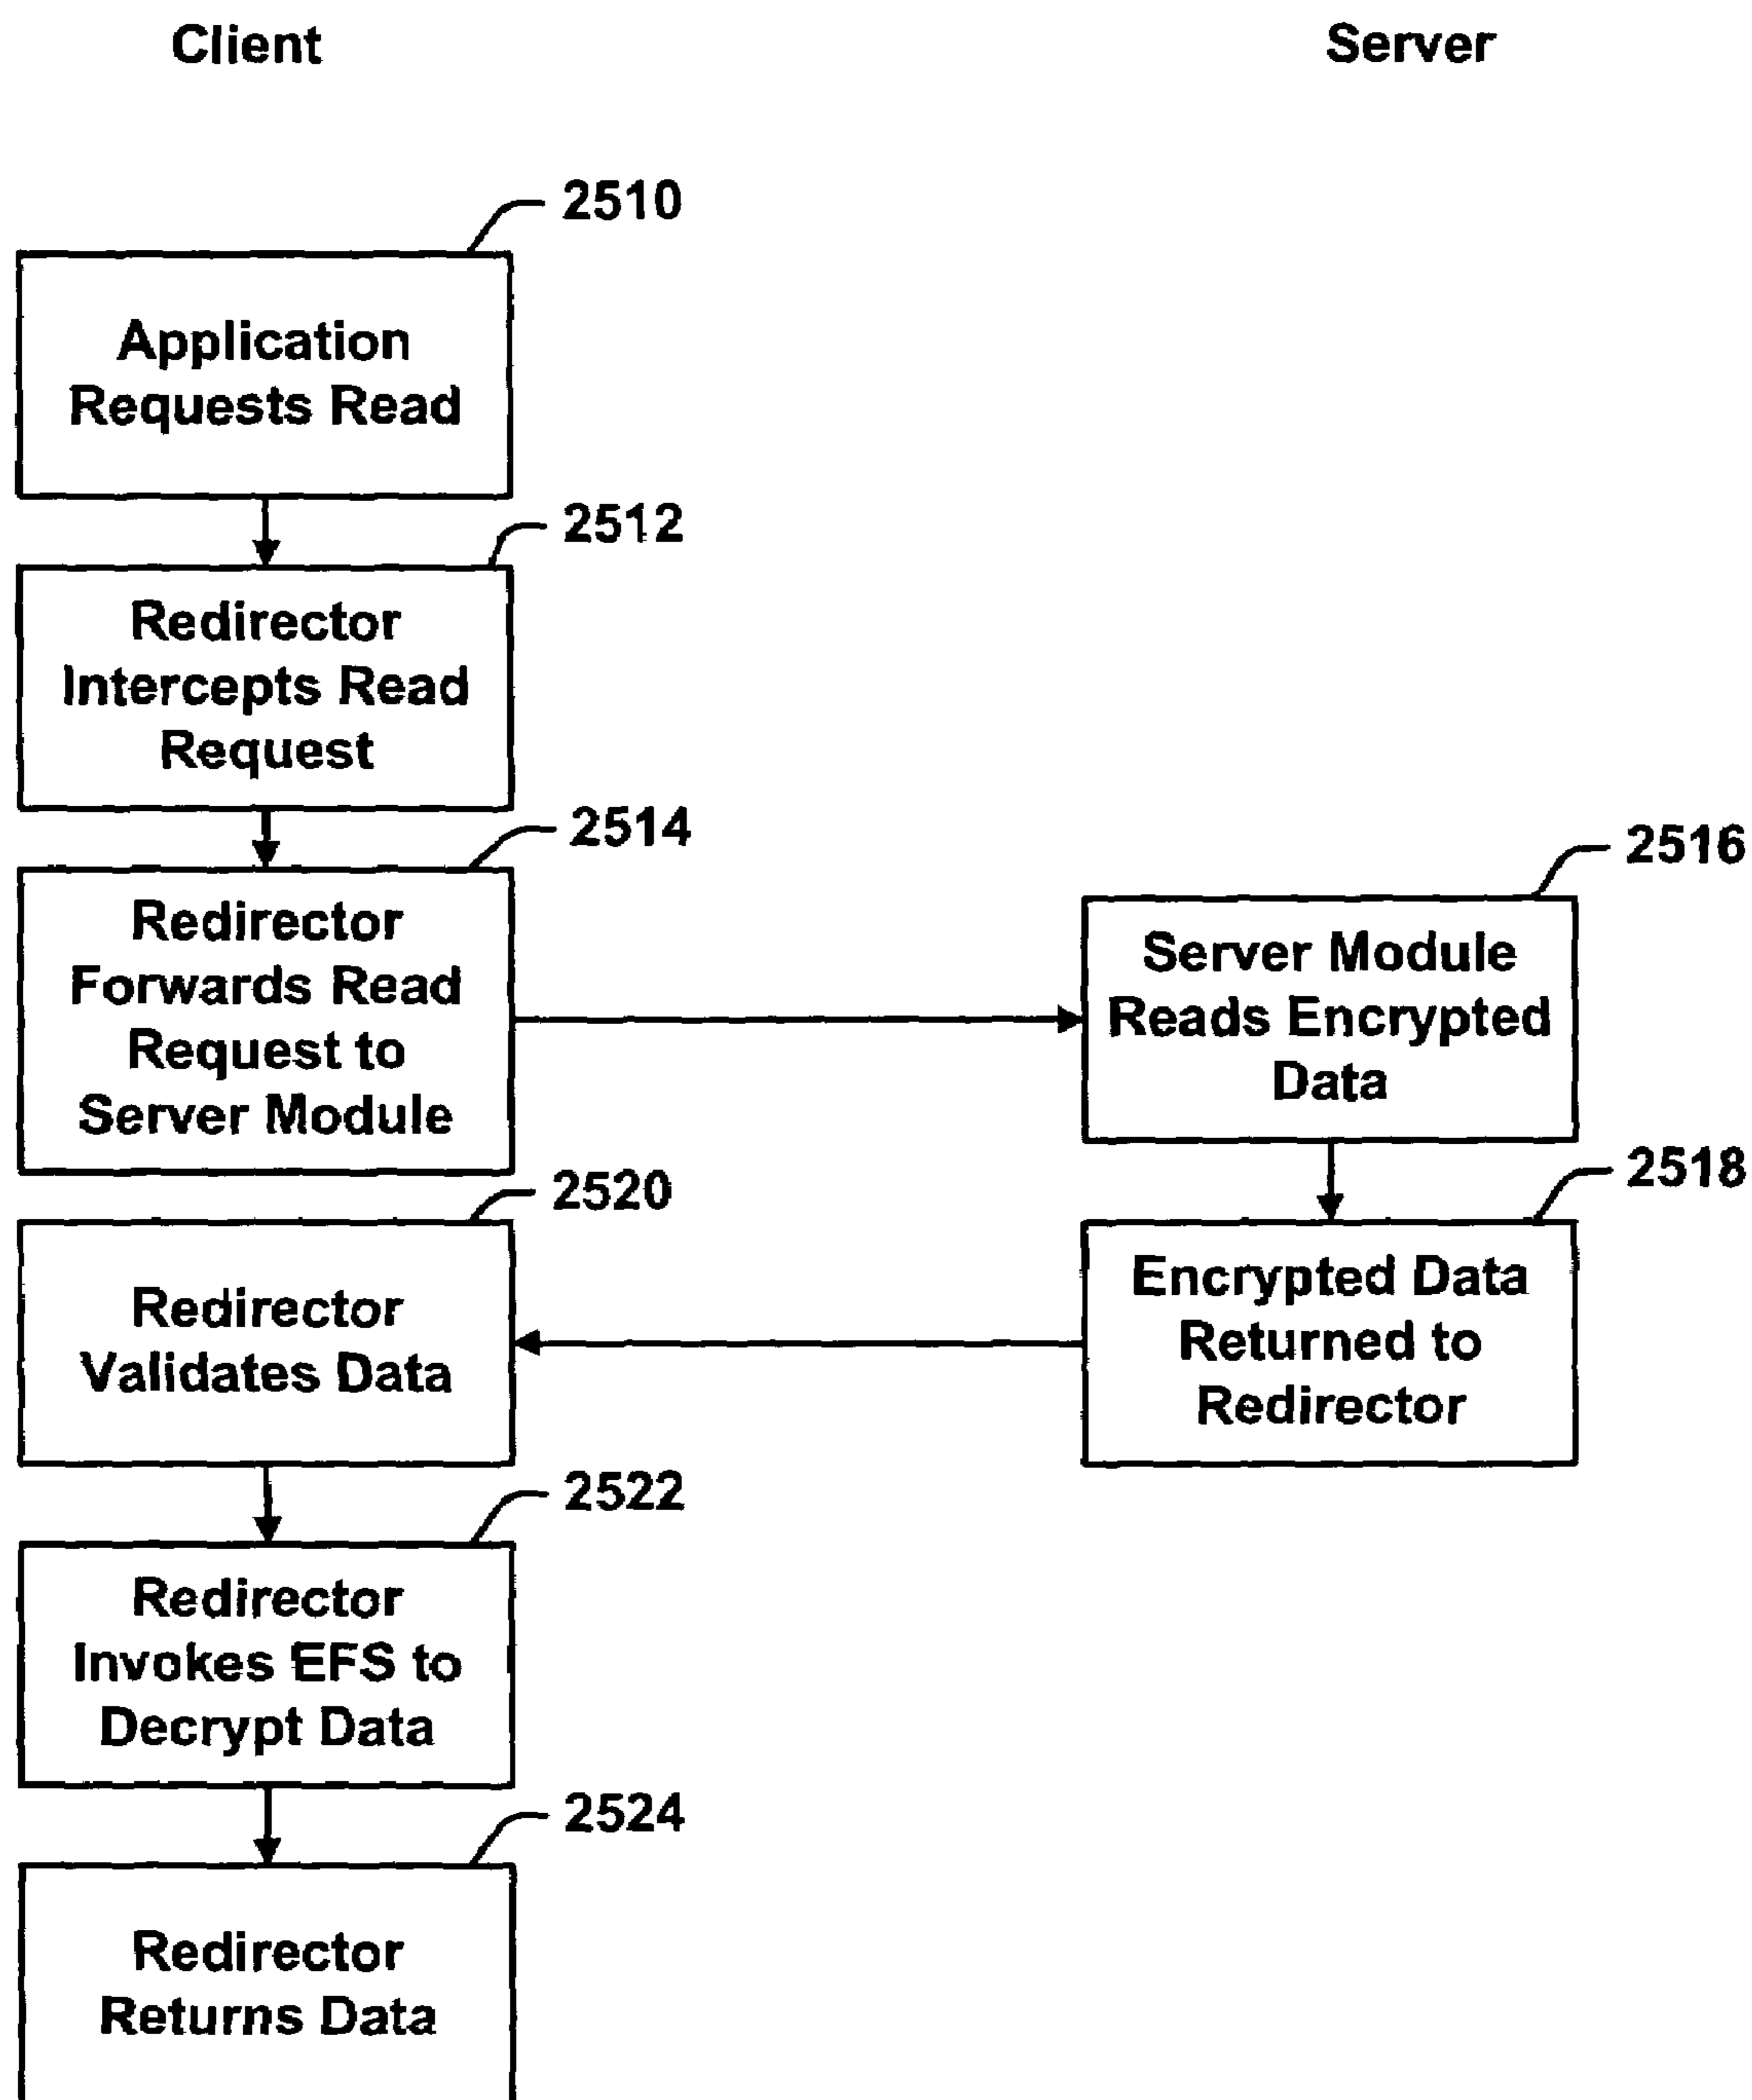 Client
Server
2510
Application
Requests Read
2512
Redirector
Intercepts Read
Request
2514
Redirector
Forwards Read
Request to
Server Module
2516
Server Module
Reads Encrypted
Data
2518
Encrypted Data
Returned to
Redirector
2520
Redirector
Validates Data
2522
Redirector
Invokes EFS to
Decrypt Data
2524
Redirector
Returns Data